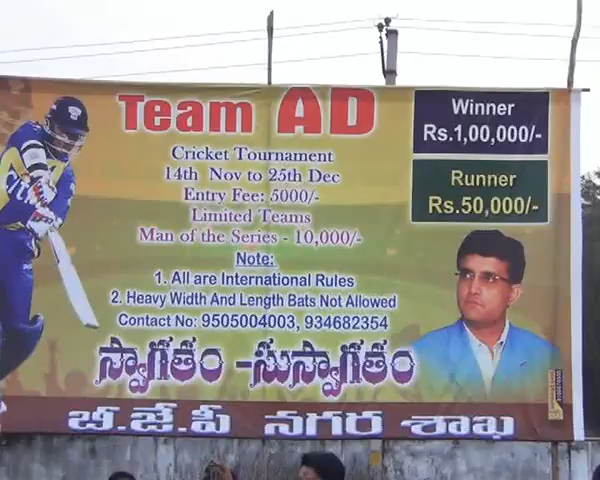 Team AD
Winner
Rs.1,00,000/-
Runner
Rs.50,000/-
Cricket Tournament
14th Nov to 25th Dec
Entry Fee: 5000/-
Limited Teams
Man of the Series - 10,000/-
Note:
1. All are International Rules
2. Heavy Width And Length Bats Not Allowed
Contact No: 9505004003, 934682354
స్వాగతం -సుస్వాగతం
బీ.జే.పీ నగర శాఖ